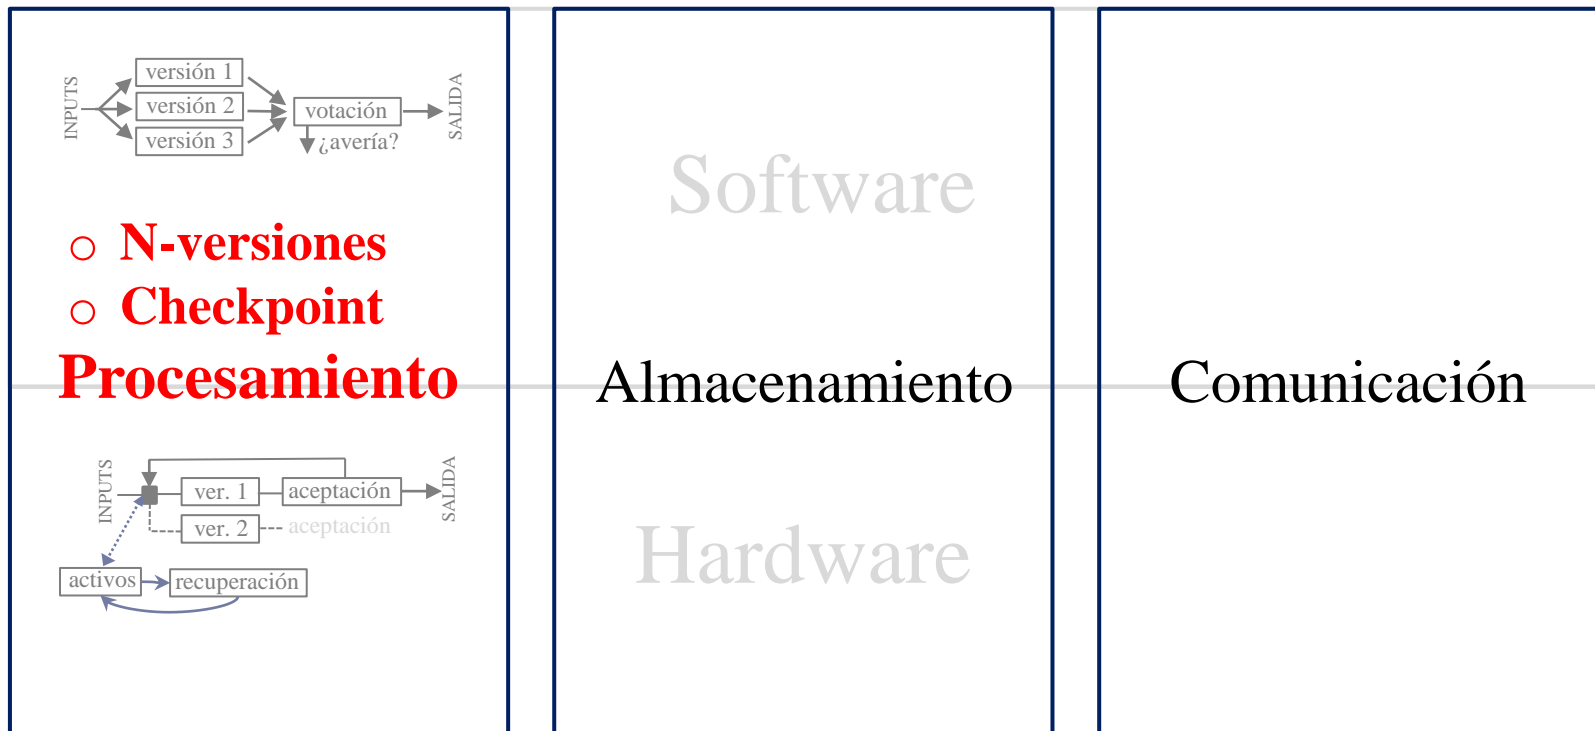 INPUTS
versión 1
versión 2
versión 3
votación
¿avería?
SALIDA
o N-versiones
o Checkpoint
Procesamiento
INPUTS
ver. 1
aceptación
SALIDA
ver. 2
aceptación
activos
recuperación
Software
Almacenamiento
Hardware
Comunicación